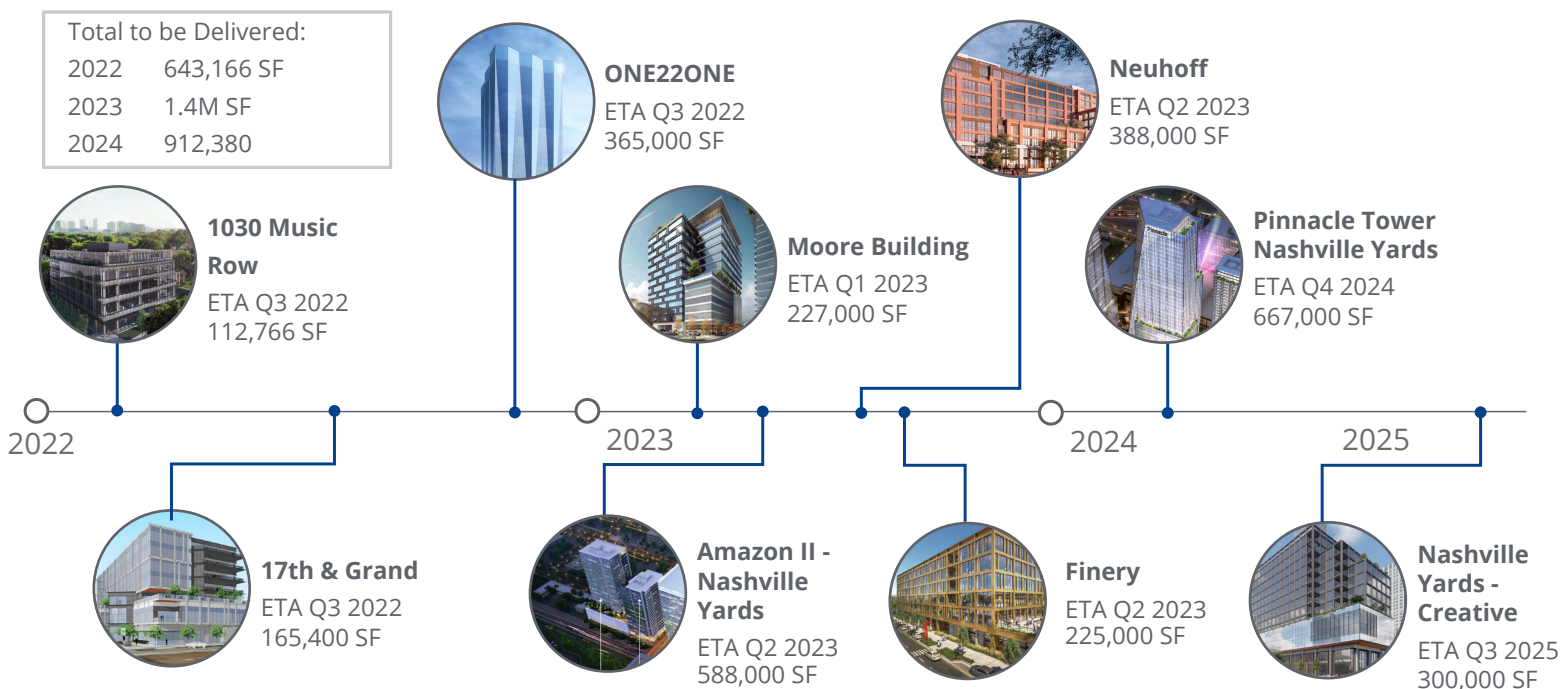 Total to be Delivered:
2022 643,166 SF
2023 1.4M SF
2024 912,380
1030 Music
Row
ETA Q3 2022
112,766 SF
ONE22ONE
ETA Q3 2022
365,000 SF
Moore Building
ETA Q1 2023
227,000 SF
Neuhoff
ETA Q2 2023
388,000 SF
Pinnacle
Pinnacle Tower
Nashville Yards
ETA Q4 2024
667,000 SF
2022
2023
2024
2025
17th & Grand
ETA Q3 2022
165,400 SF
Amazon II -
Nashville
Yards
ETA Q2 2023
588,000 SF
Finery
ETA Q2 2023
225,000 SF
Nashville
Yards -
Creative
ETA Q3 2025
300,000 SF